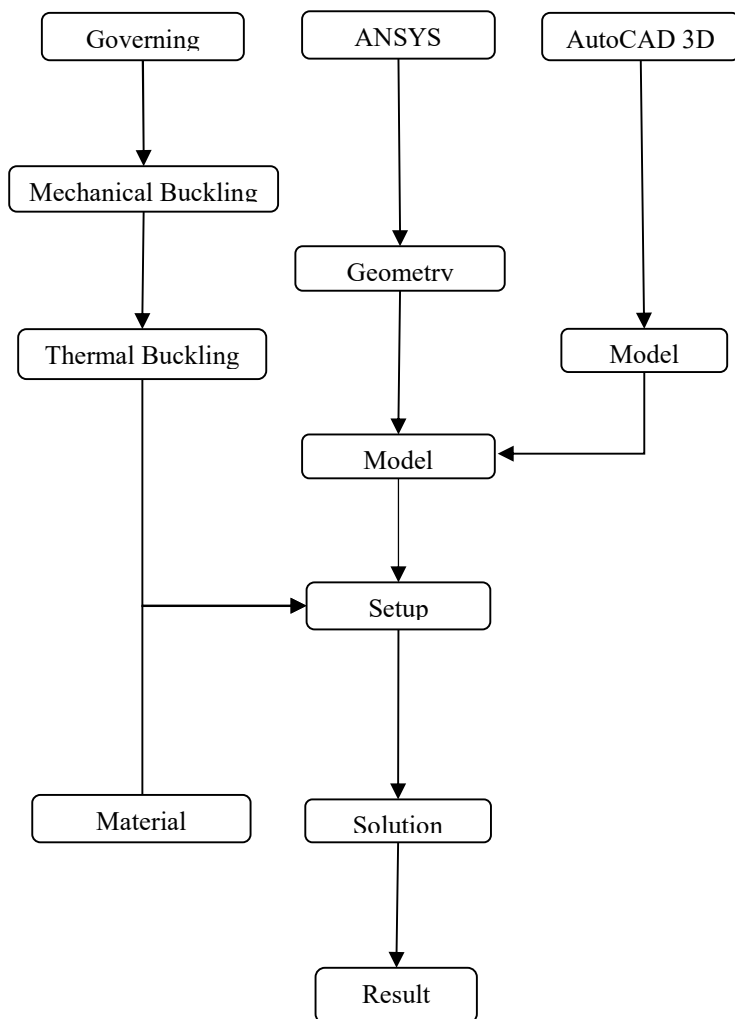 Governing
ANSYS
AutoCAD 3D
Mechanical Buckling
Geometry
Thermal Buckling
Model
Model
Setup
Material
Solution
Result